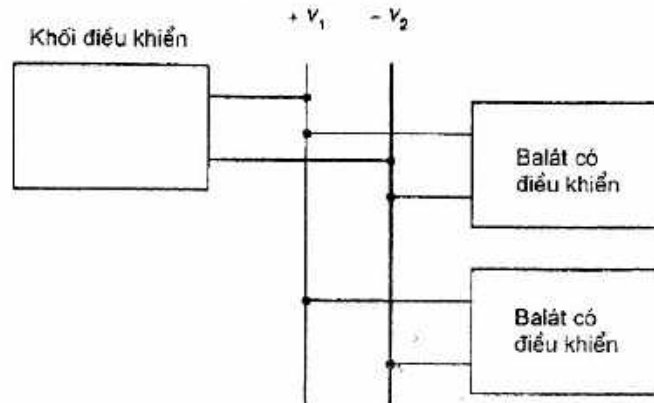 + V₁ - V₂
Khối điều khiển
Balát có
điều khiển
Balát có
điều khiển